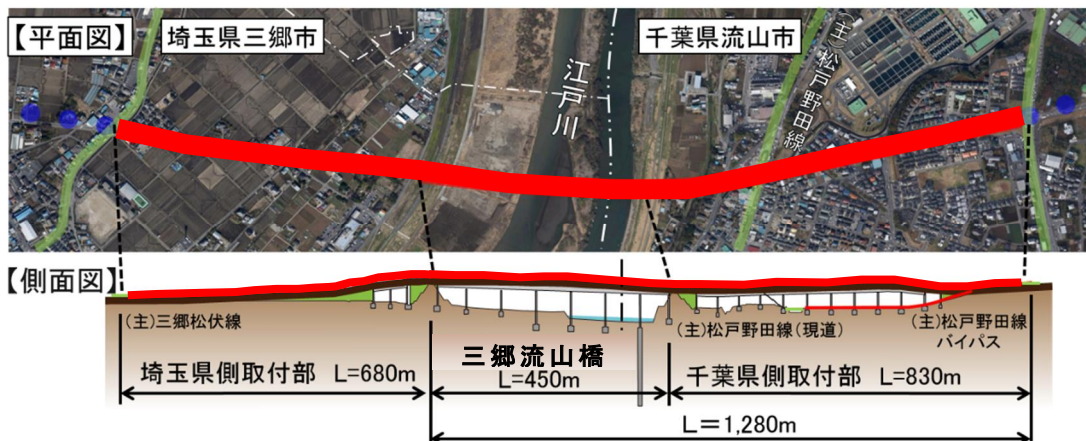 【平面図】
埼玉県三郷市
江戸川
千葉県流山市
(主)松戸野田線
【側面図】
(主)三郷松伏線
(主)松戸野田線(現道)
(主)松戸野田線
バイパス
三郷流山橋
埼玉県側取付部 L=680m
L=450m
千葉県側取付部 L=830m
L=1,280m